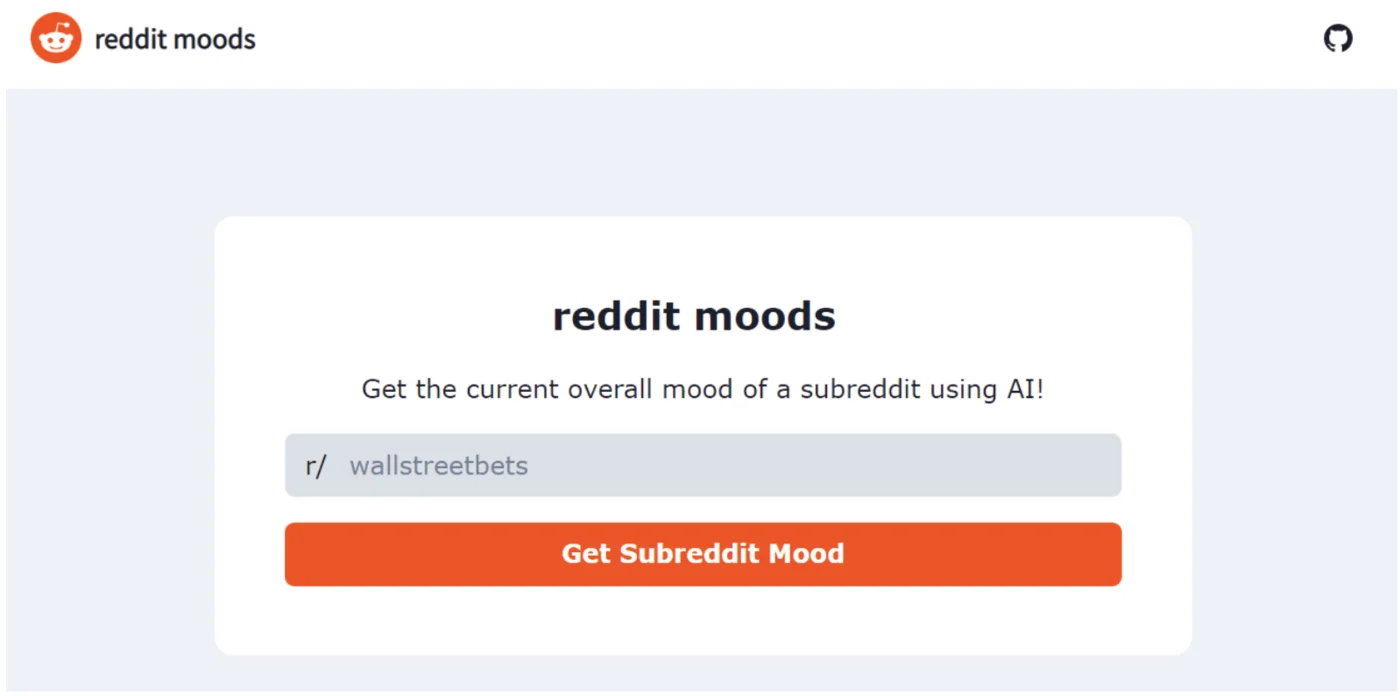 reddit moods
reddit moods
Get the current overall mood of a subreddit using AI!
r/ wallstreetbets
Get Subreddit Mood